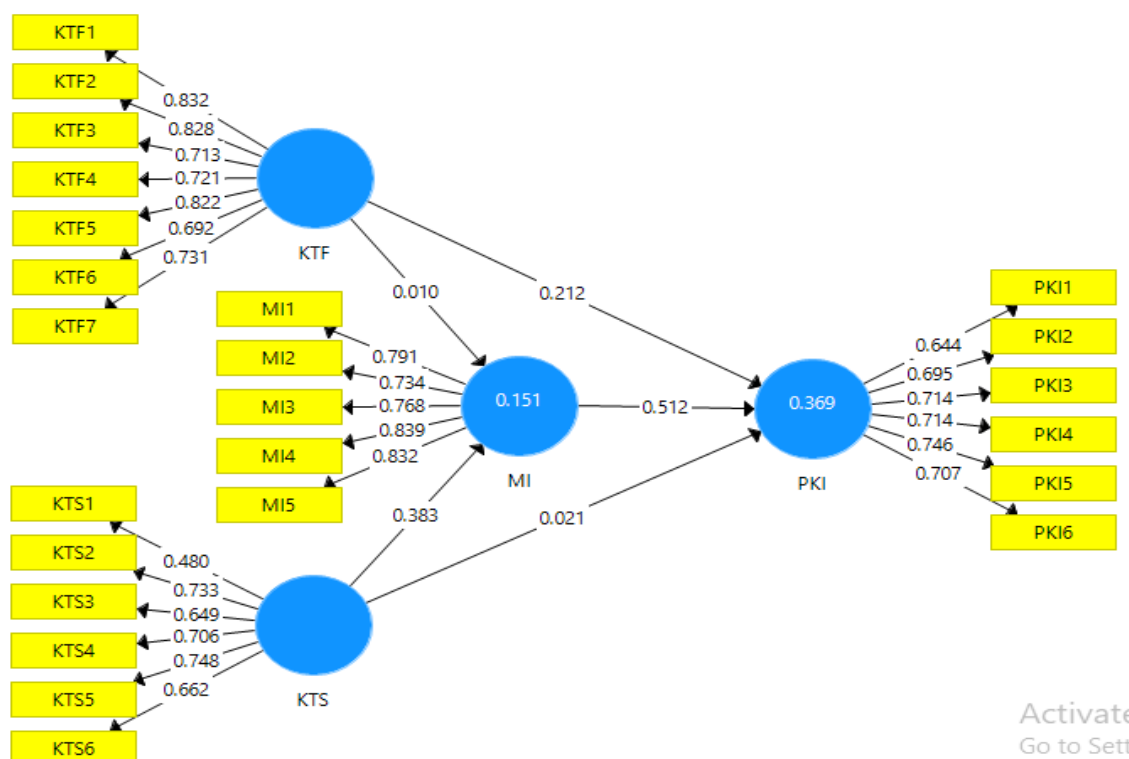 KTF1
KTF2
KTF3
KTF4
KTF5
KTF6
KTF7
0.832
0.828
0.713
0.721
0.822
0.692
0.731
KTF
0.010
0.212
MI1
MI2
MI3
MI4
MI5
0.791
0.734
0.768
0.839
0.832
0.151
MI
0.512
0.369
PKI
PKI1
PKI2
PKI3
PKI4
PKI5
PKI6
0.644
0.695
0.714
0.714
0.746
0.707
KTS1
KTS2
KTS3
KTS4
KTS5
KTS6
0.480
0.733
0.649
0.706
0.748
0.662
KTS
0.383
0.021
Activate
Go to Sett